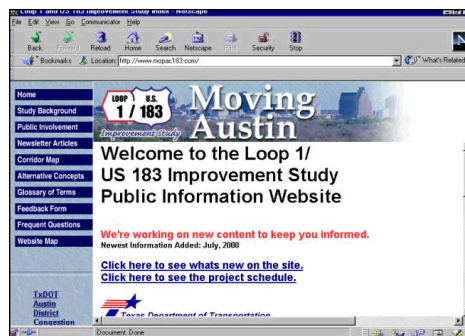 Loop 1 and US 183 Improvement Study Index - Netscape
File Edit View Go Communicator Help
Back Forward Reload Home Search Netscape Print Security Stop
Bookmarks Location: http://www.mopac183.com/ What's Related
Home
Study Background
Public Involvement
Newsletter Articles
Corridor Map
Alternative Concepts
Glossary of Terms
Feedback Form
Frequent Questions
Website Map
TxDOT
Austin
District
Congestion
LOOP U.S.
1 / 183
Improvement Study
Moving
Austin
Welcome to the Loop 1/
US 183 Improvement Study
Public Information Website
We're working on new content to keep you informed.
Newest Information Added: July, 2000
Click here to see whats new on the site.
Click here to see the project schedule.
Texas Department of Transportation
Document: Done